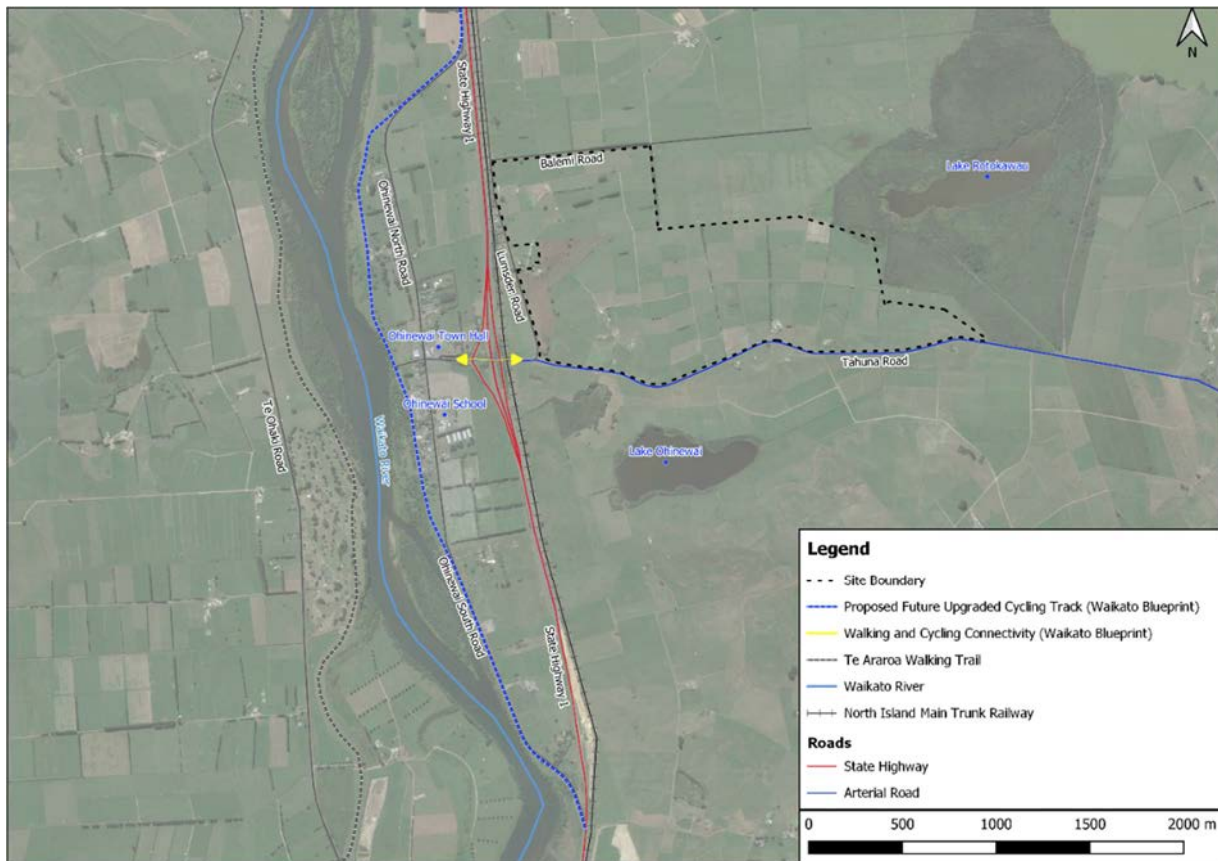 N
State Highway 1
Balemi Road
Lake Rotokawau
Ohinewai North Road
Lumsder Road
Ohinewai Town Hall
Tahuna Road
Ohinewai School
Te Ohaki Road
Waikato River
Lake Ohinewai
Ohinewai South Road
State Highway 1
Legend
Site Boundary
Proposed Future Upgraded Cycling Track (Waikato Blueprint)
Walking and Cycling Connectivity (Waikato Blueprint)
Te Araroa Walking Trail
Waikato River
North Island Main Trunk Railway
Roads
State Highway
Arterial Road
0 500 1000 1500 2000 m